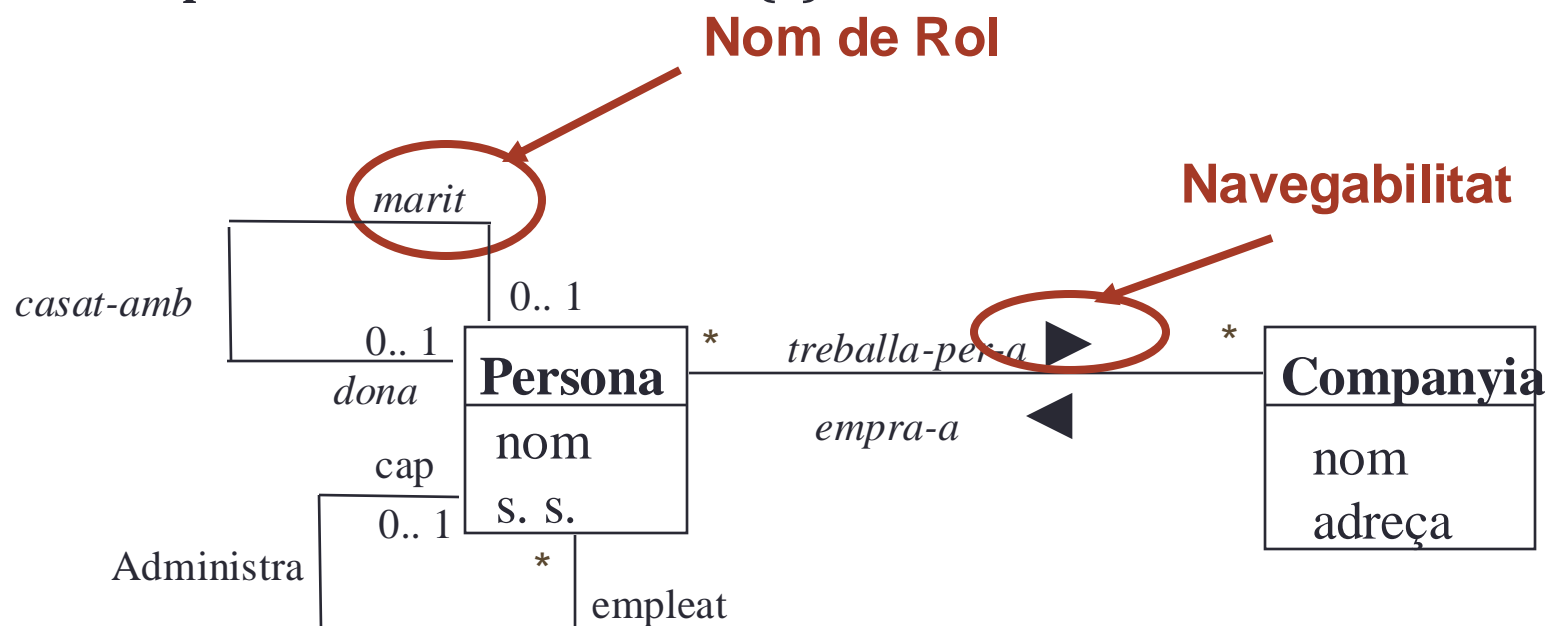 Nom de Rol
Navegabilitat
marit
casat-amb
0.. 1
0.. 1
dona
Persona
nom
s. s.
*
treballa-per-a
*
empra-a
Companyia
nom
adreça
cap
0.. 1
Administra
*
empleat